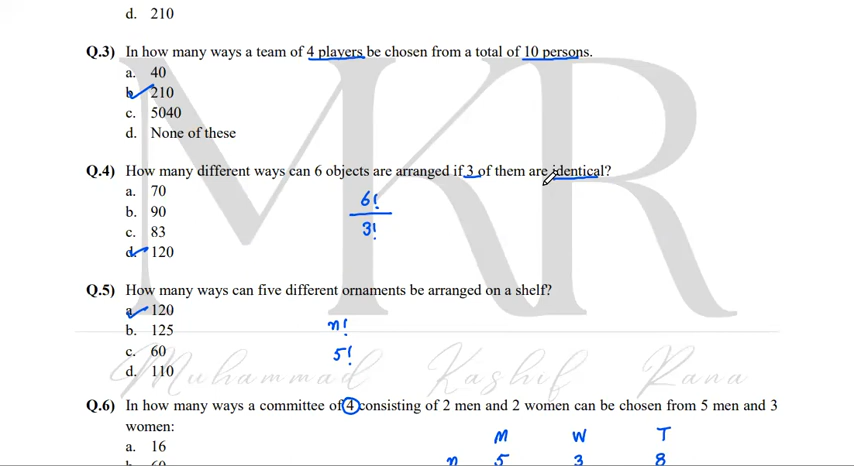 d. 210
Q.3) In how many ways a team of 4 players be chosen from a total of 10 persons.
a. 40
b. 210
c. 5040
d. None of these
Q.4) How many different ways can 6 objects are arranged if 3 of them are identical?
a. 70
b. 90
c. 83
d. 120
6!
3!
Q.5) How many ways can five different ornaments be arranged on a shelf?
a. 120
b. 125
c. 60
d. 110
n!
5!
MKR
Muhammad Kashif Rana
Q.6) In how many ways a committee of 4 consisting of 2 men and 2 women can be chosen from 5 men and 3
women:
M W T
a. 16
b. 60
n 5 3 8